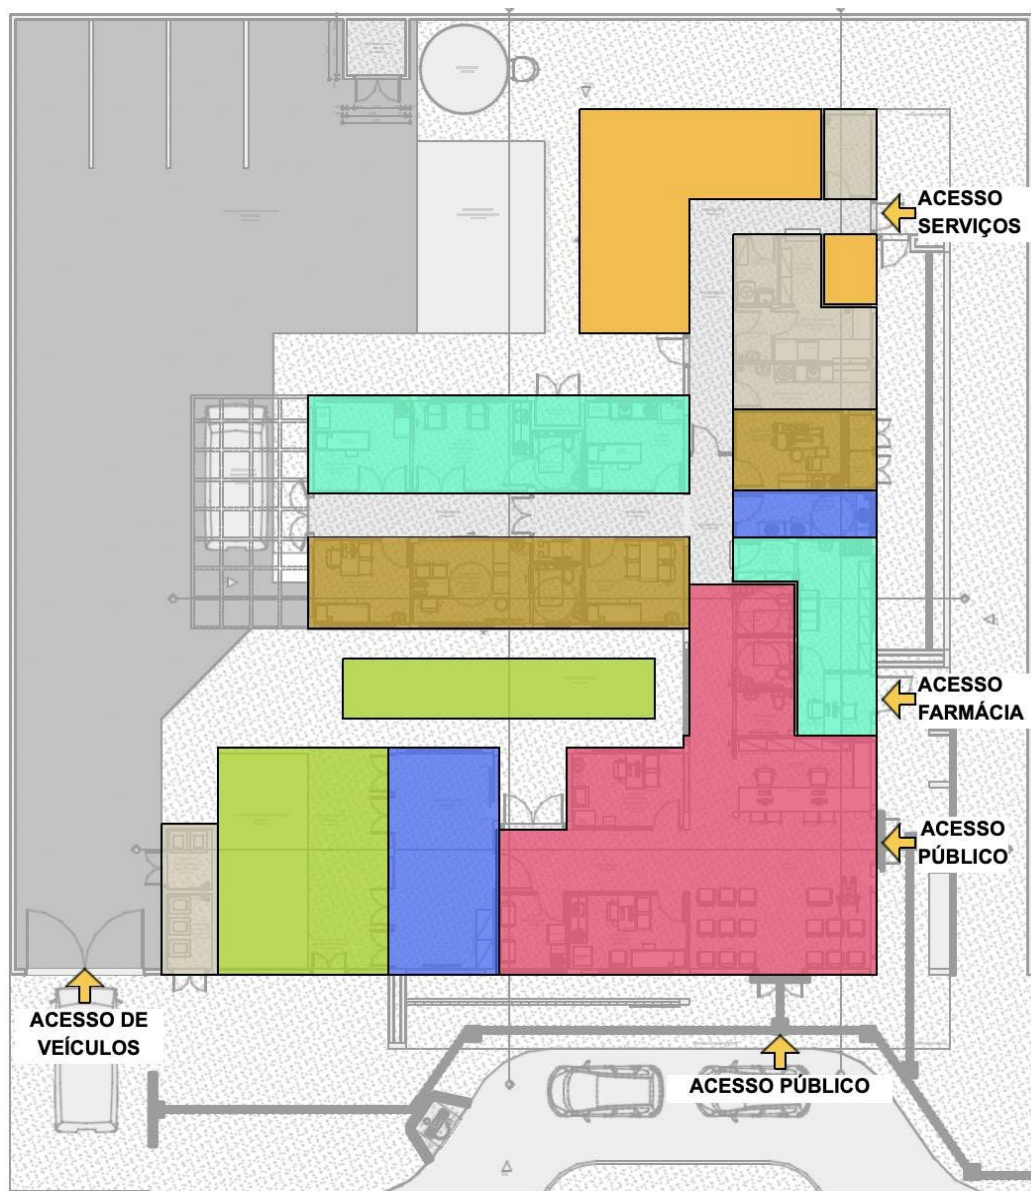 ACESSO
SERVIÇOS
ACESSO
FARMÁCIA
ACESSO
PÚBLICO
ACESSO DE
VEÍCULOS
ACESSO PÚBLICO